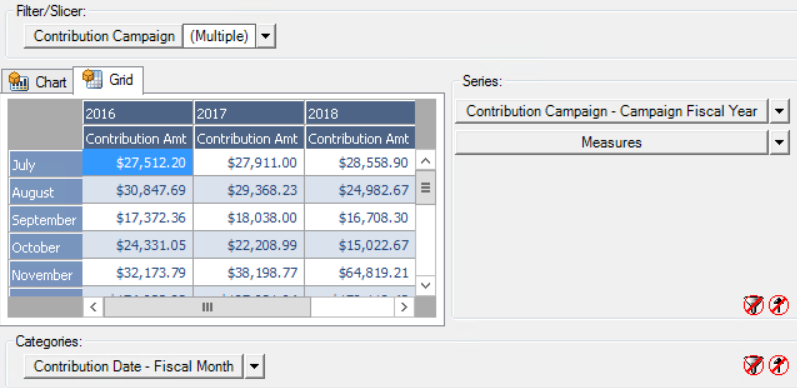 Filter/Slicer:
Contribution Campaign (Multiple)
Chart Grid
Series:
2016 2017 2018
Contribution Campaign - Campaign Fiscal Year
Contribution Amt Contribution Amt Contribution Amt
Measures
July $27,512.20 $27,911.00 $28,558.90
August $30,847.69 $29,368.23 $24,982.67
September $17,372.36 $18,038.00 $16,708.30
October $24,331.05 $22,208.99 $15,022.67
November $32,173.79 $38,198.77 $64,819.21
Categories:
Contribution Date - Fiscal Month